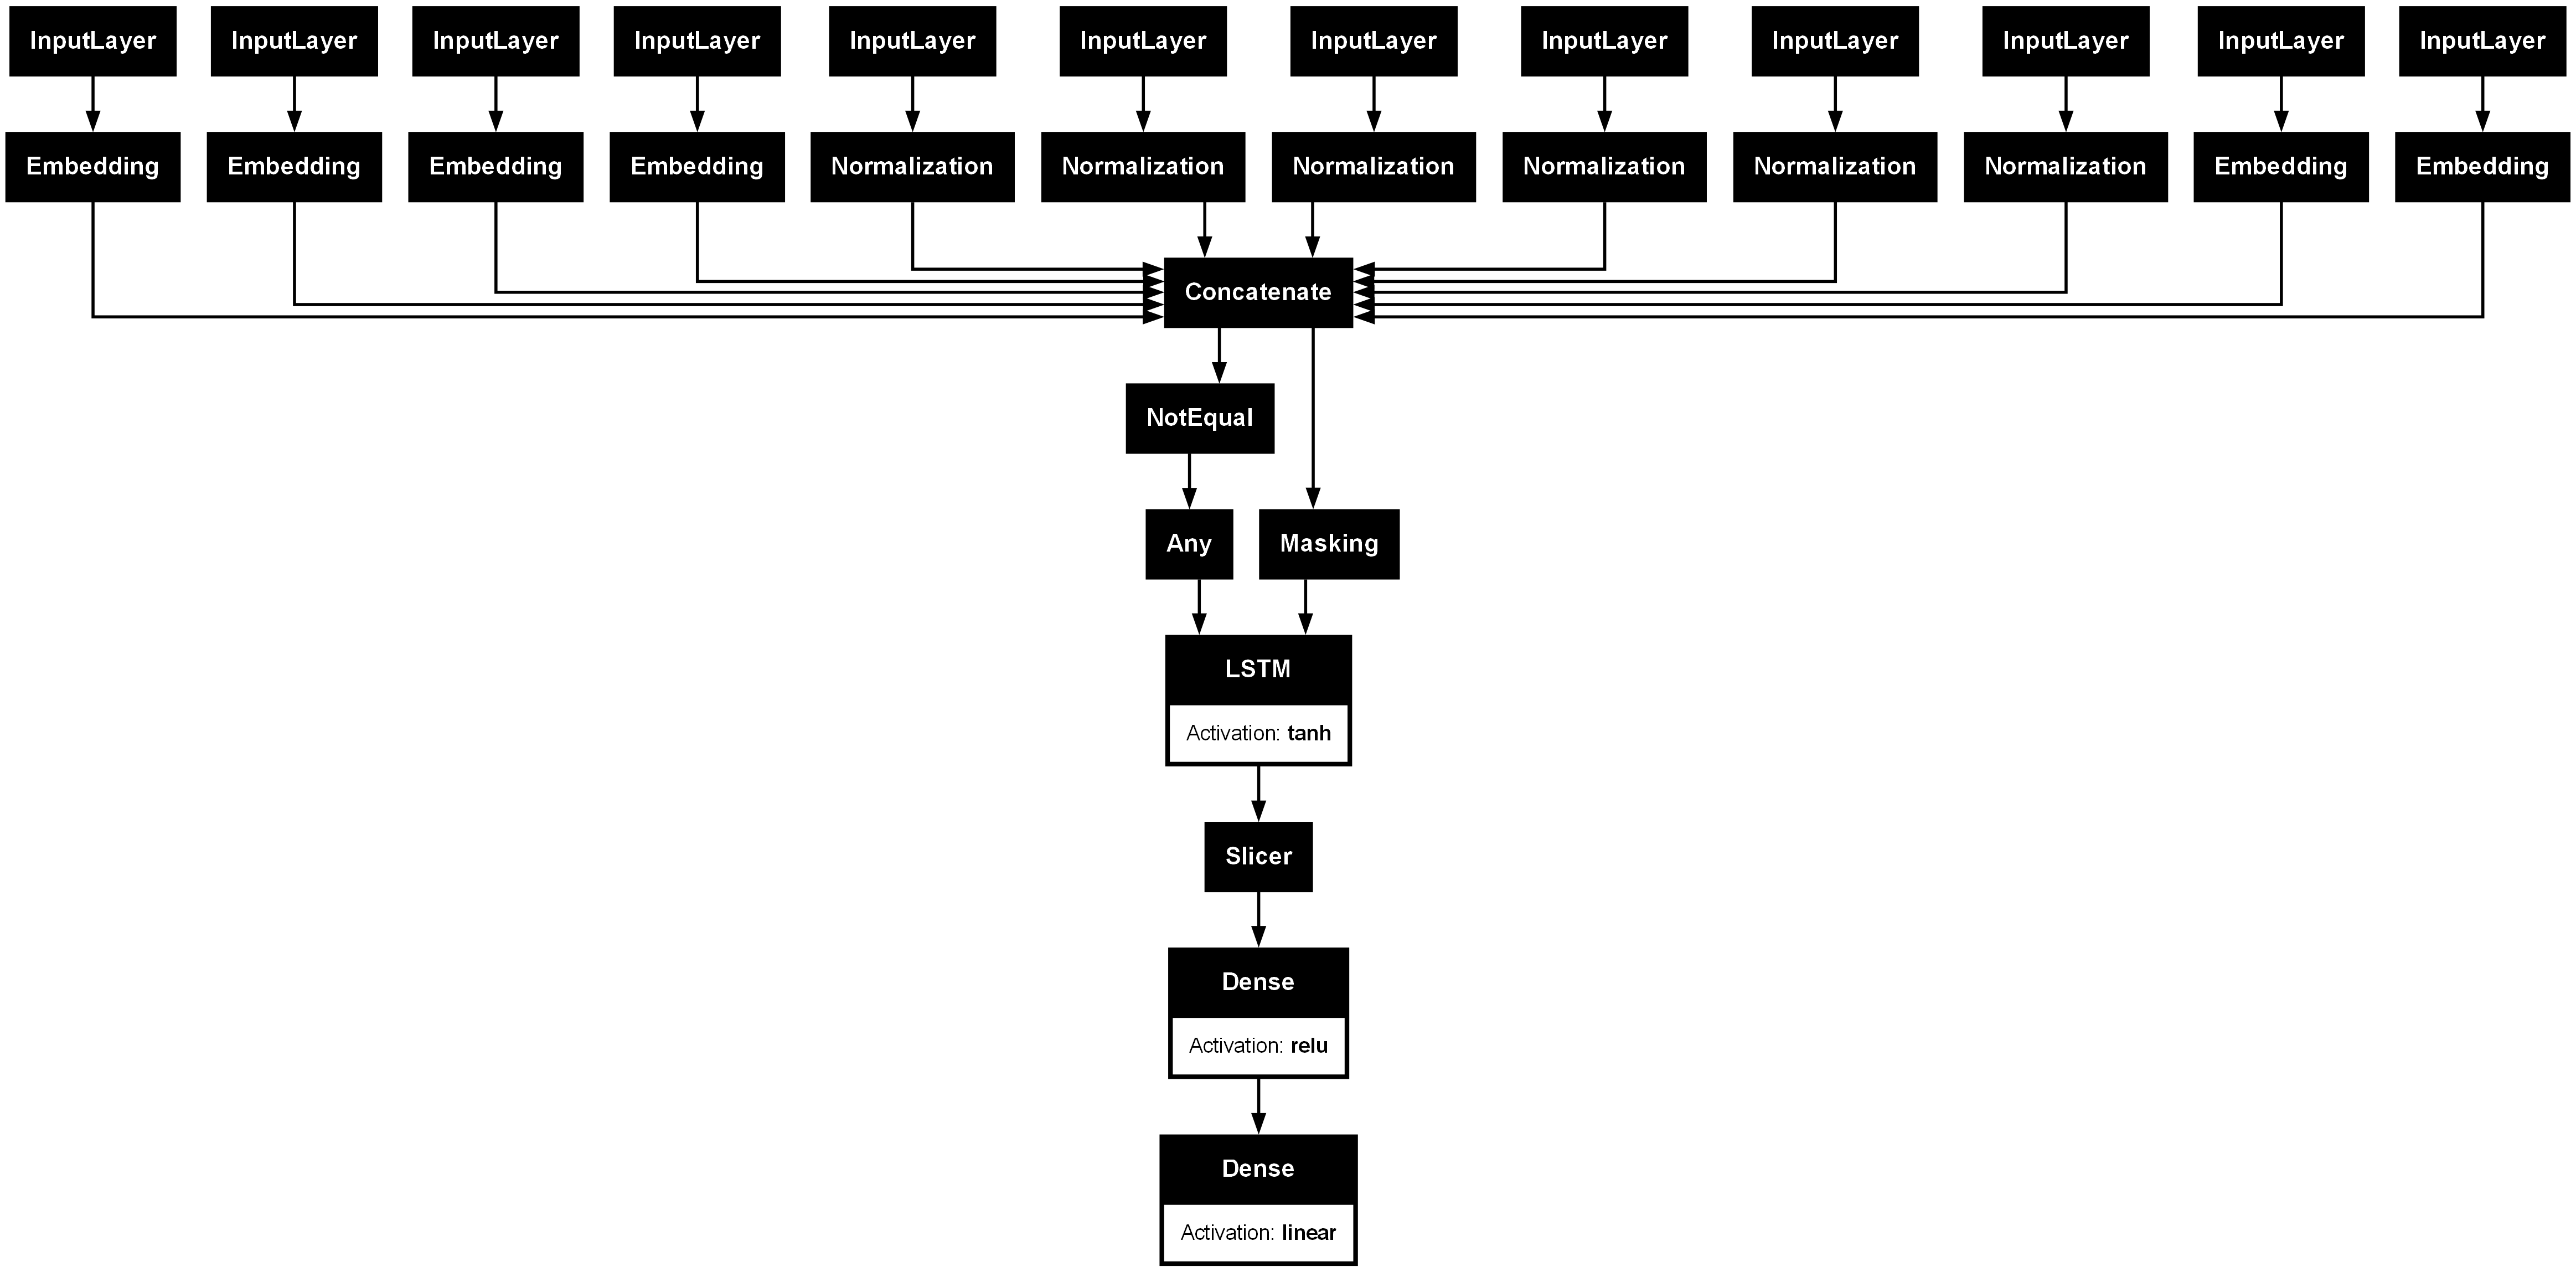 InputLayer InputLayer InputLayer InputLayer InputLayer InputLayer InputLayer InputLayer InputLayer InputLayer InputLayer InputLayer
Embedding Embedding Embedding Embedding Normalization Normalization Normalization Normalization Normalization Normalization Embedding Embedding
Concatenate
NotEqual
Any Masking
LSTM
Activation: tanh
Slicer
Dense
Activation: relu
Dense
Activation: linear